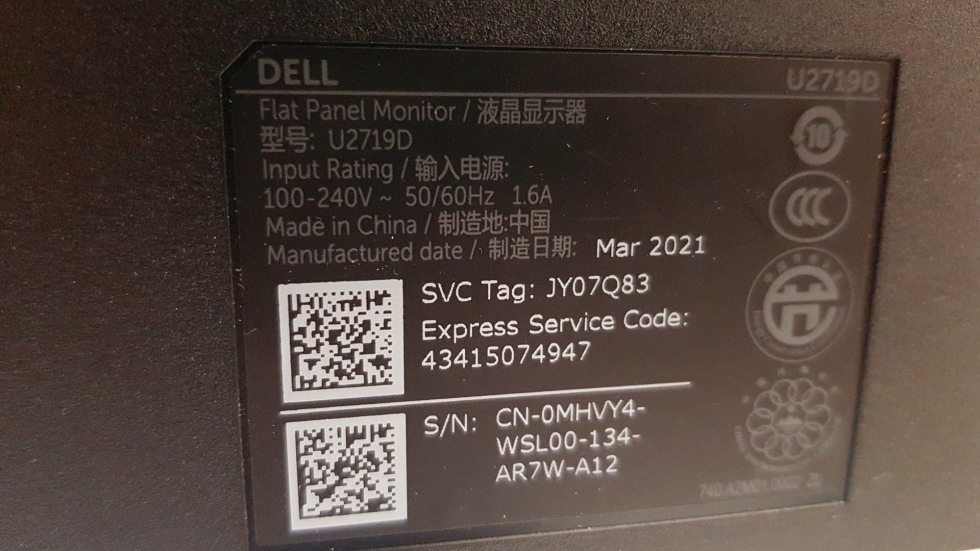 DELL U2719D
Flat Panel Monitor / 液晶显示器
型号: U2719D
Input Rating / 输入电源:
100-240V ~ 50/60Hz 1.6A
Made in China / 制造地:中国
Manufactured date / 制造日期: Mar 2021
10
SVC Tag: JY07Q83
Express Service Code:
43415074947
S/N: CN-0MHVY4-
WSL00-134-
AR7W-A12